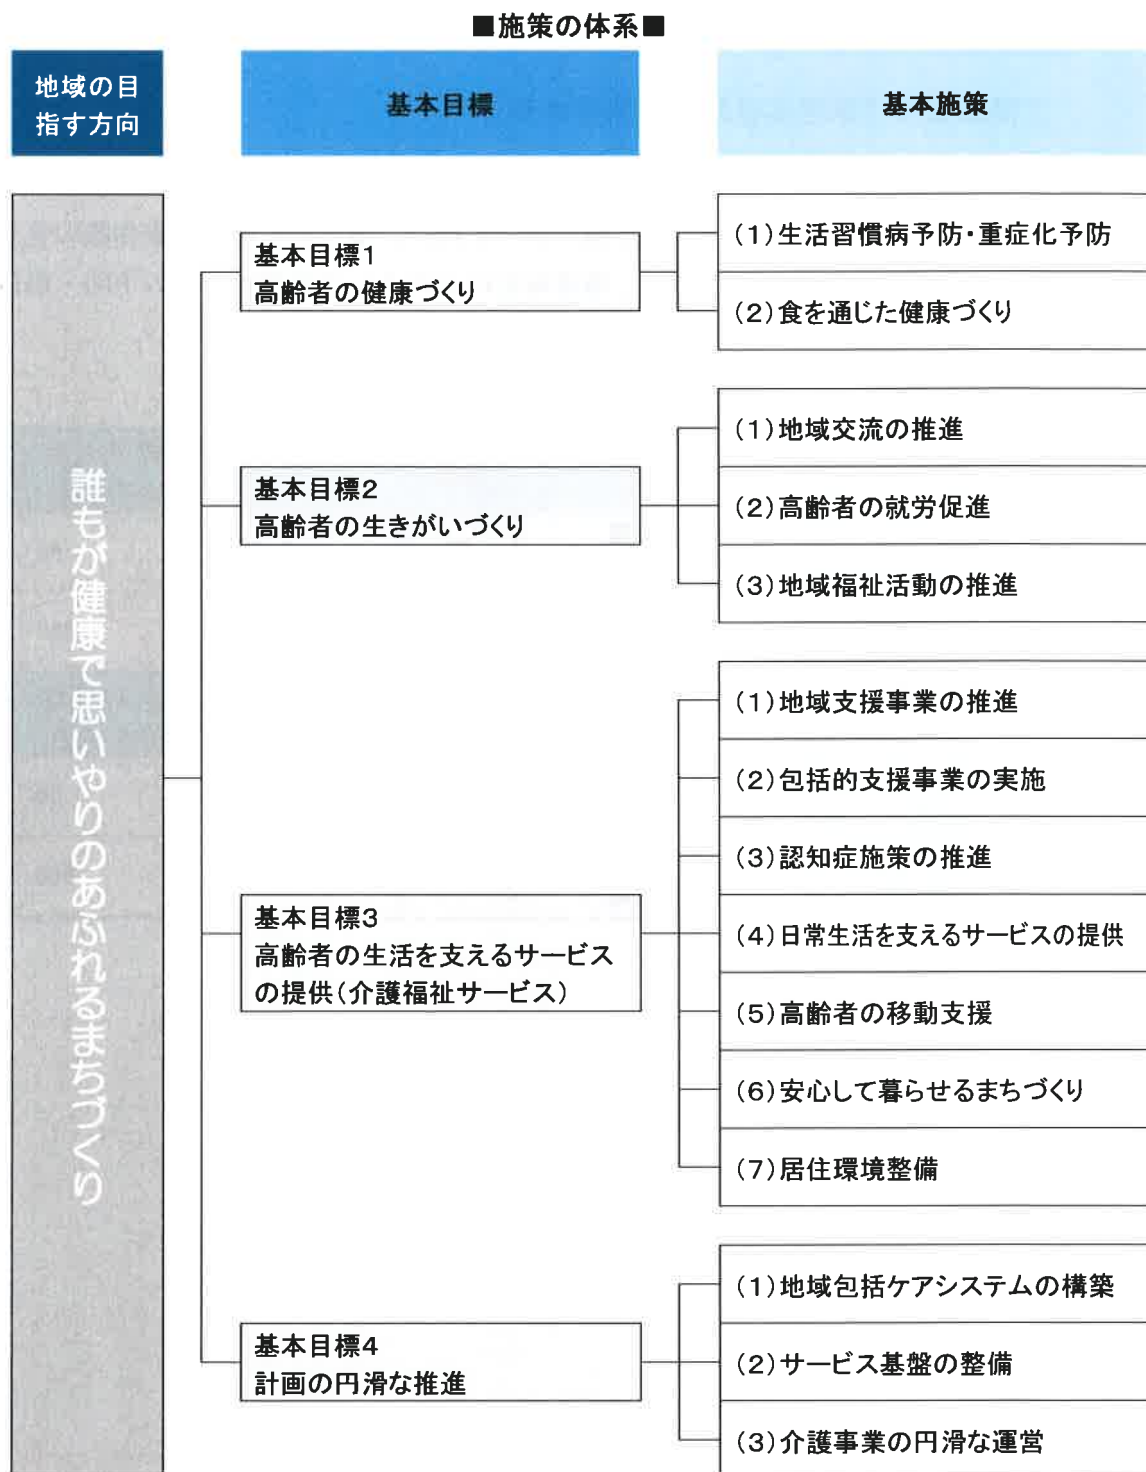 ■施策の体系■
地域の目
指す方向
基本目標
基本施策
誰もが健康で思いやりのあふれるまちづくり
基本目標1
高齢者の健康づくり
(1)生活習慣病予防・重症化予防
(2)食を通じた健康づくり
基本目標2
高齢者の生きがいづくり
(1)地域交流の推進
(2)高齢者の就労促進
(3)地域福祉活動の推進
基本目標3
高齢者の生活を支えるサービス
の提供(介護福祉サービス)
(1)地域支援事業の推進
(2)包括的支援事業の実施
(3)認知症施策の推進
(4)日常生活を支えるサービスの提供
(5)高齢者の移動支援
(6)安心して暮らせるまちづくり
(7)居住環境整備
基本目標4
計画の円滑な推進
(1)地域包括ケアシステムの構築
(2)サービス基盤の整備
(3)介護事業の円滑な運営